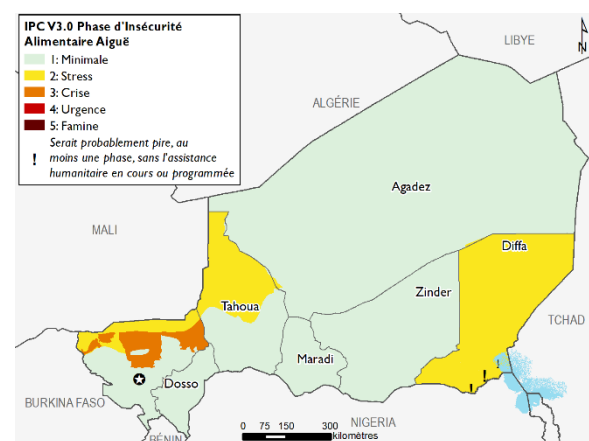 IPC V3.0 Phase d'Insécurité
Alimentaire Aiguë
1: Minimale
2: Stress
3: Crise
4: Urgence
5: Famine
! Serait probablement pire, au
moins une phase, sans l'assistance
humanitaire en cours ou programmée
LIBYE
N
ALGÉRIE
Agadez
MALI
Diffa
Zinder
Tahoua
TCHAD
Maradi
Dosso
BURKINA FASO
NIGERIA
BÉNIN
0 75 150 300
kilomètres
! ! !